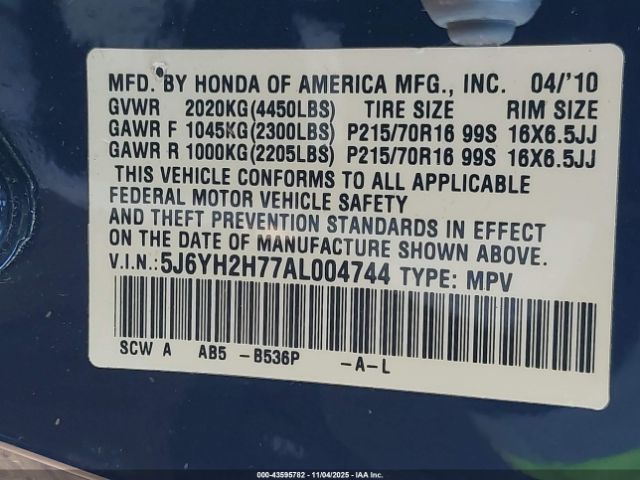 MFD. BY HONDA OF AMERICA MFG., INC. 04/'10
GVWR 2020KG(4450LBS) TIRE SIZE RIM SIZE
GAWR F 1045KG(2300LBS) P215/70R16 99S 16X6.5JJ
GAWR R 1000KG(2205LBS) P215/70R16 99S 16X6.5JJ
THIS VEHICLE CONFORMS TO ALL APPLICABLE
FEDERAL MOTOR VEHICLE SAFETY
AND THEFT PREVENTION STANDARDS IN EFFECT
ON THE DATE OF MANUFACTURE SHOWN ABOVE.
V.I.N.:5J6YH2H77AL004744 TYPE: MPV
SCW A AB5 -B536P -A-L
000-43595782 - 11/04/2025 - IAA Inc.